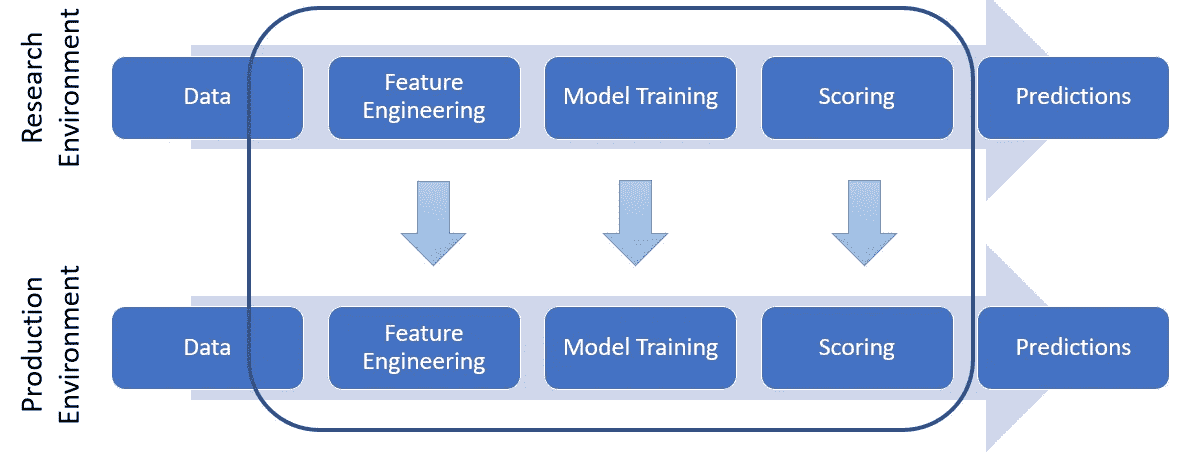 Research
Environment
Data
Feature
Engineering
Model Training
Scoring
Predictions
Production
Environment
Data
Feature
Engineering
Model Training
Scoring
Predictions